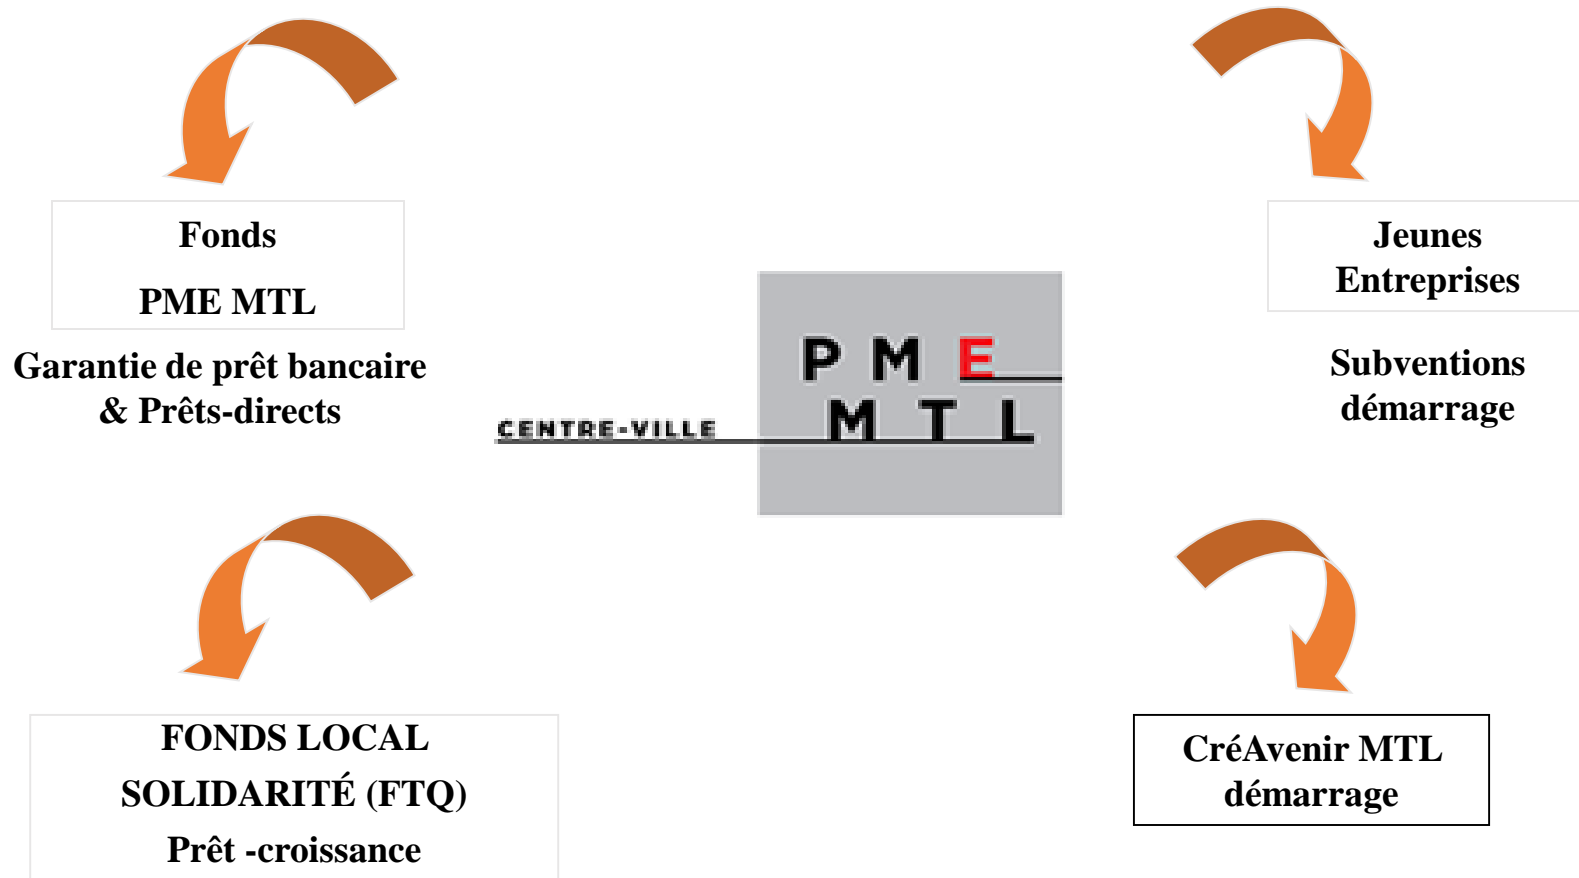 Fonds
PME MTL
Garantie de prêt bancaire
& Prêts-directs
Jeunes
Entreprises
Subventions
démarrage
P M E
M T L
CENTRE-VILLE
FONDS LOCAL
SOLIDARITÉ (FTQ)
Prêt -croissance
CréAvenir MTL
démarrage